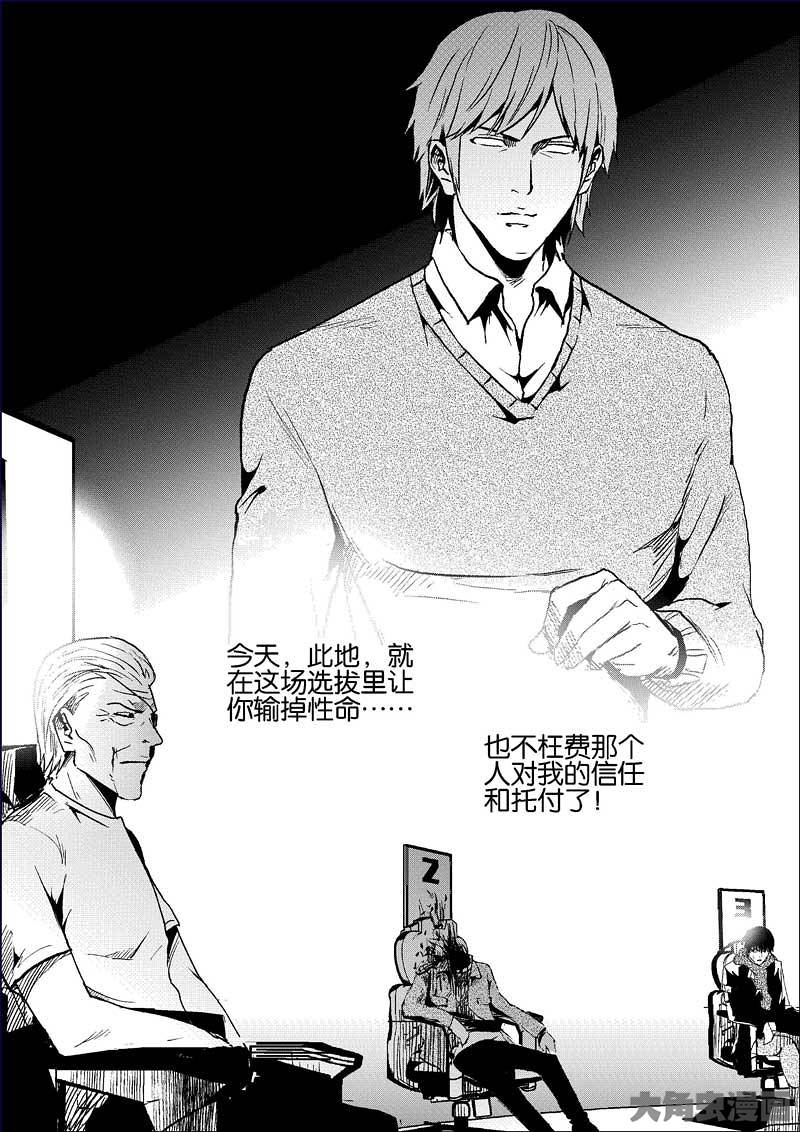 今天，此地，就
在这场选拔里让
你输掉性命……
也不枉费那个
人对我的信任
和托付了！
2
3
大角虫漫画